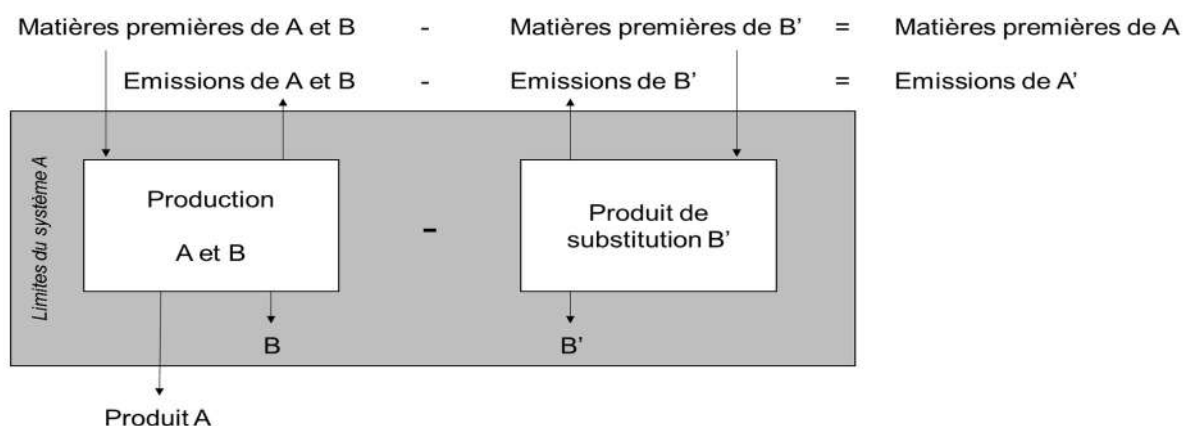 Matières premières de A et B - Matières premières de B’ = Matières premières de A
Emissions de A et B - Emissions de B’ = Emissions de A’
Limites du système A
Production
A et B
-
Produit de
substitution B’
B
B’
Produit A